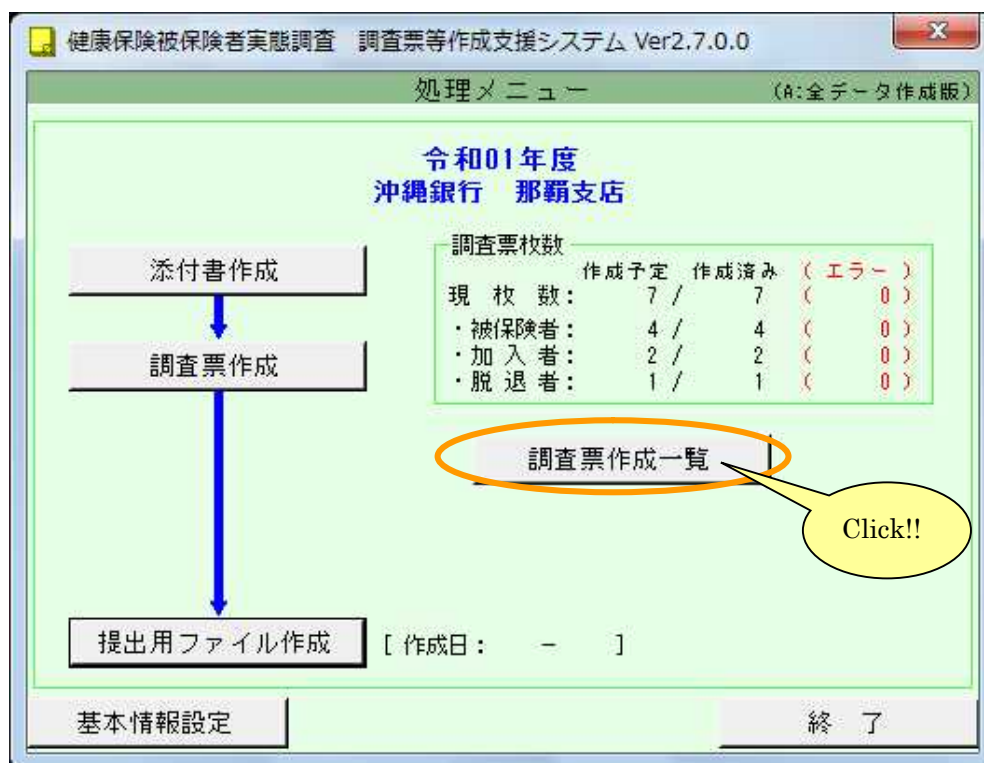 健康保険被保険者実態調査 調査票等作成支援システム Ver2.7.0.0
処理メニュー (A:全データ作成版)
令和01年度
沖縄銀行 那覇支店
添付書作成
調査票作成
調査票枚数
作成予定 作成済み ( エラー )
現 枚 数: 7 / 7 ( 0 )
・被保険者: 4 / 4 ( 0 )
・加 入 者: 2 / 2 ( 0 )
・脱 退 者: 1 / 1 ( 0 )
調査票作成一覧
Click!!
提出用ファイル作成 [ 作成日: － ]
基本情報設定 終 了